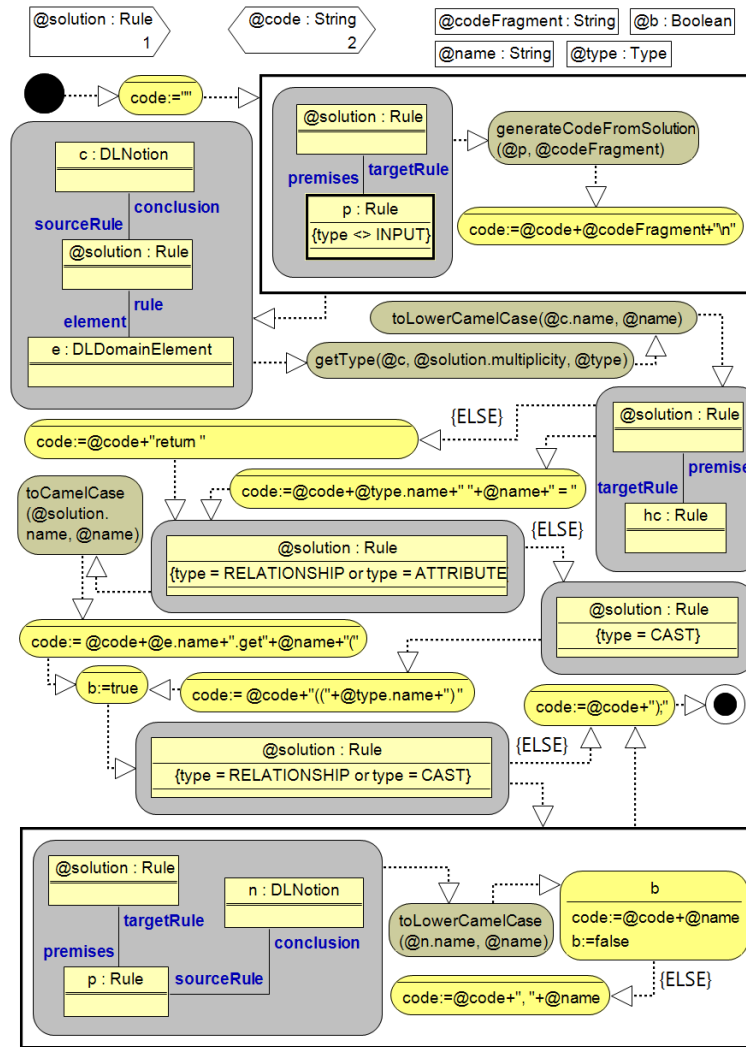 @solution : Rule
1
@code : String
2
@codeFragment : String
@b : Boolean
@name : String
@type : Type
code:=""
@solution : Rule
premises
targetRule
p : Rule
{type <> INPUT}
generateCodeFromSolution
(@p, @codeFragment)
code:=@code+@codeFragment+"\n"
c : DLNotion
conclusion
sourceRule
@solution : Rule
rule
element
e : DLDomainElement
toLowerCamelCase(@c.name, @name)
getType(@c, @solution.multiplicity, @type)
{ELSE}
@solution : Rule
premise
targetRule
hc : Rule
code:=@code+"return "
code:=@code+@type.name+" "+@name+" = "
toCamelCase
(@solution.
name, @name)
@solution : Rule
{type = RELATIONSHIP or type = ATTRIBUTE
{ELSE}
@solution : Rule
{type = CAST}
code:= @code+@e.name+".get"+@name+"("
b:=true
code:= @code+"(("+@type.name+") "
code:=@code+");"
@solution : Rule
{type = RELATIONSHIP or type = CAST}
{ELSE}
@solution : Rule
targetRule
premises
p : Rule
n : DLNotion
conclusion
sourceRule
toLowerCamelCase
(@n.name, @name)
b
code:=@code+@name
b:=false
{ELSE}
code:=@code+", "+@name